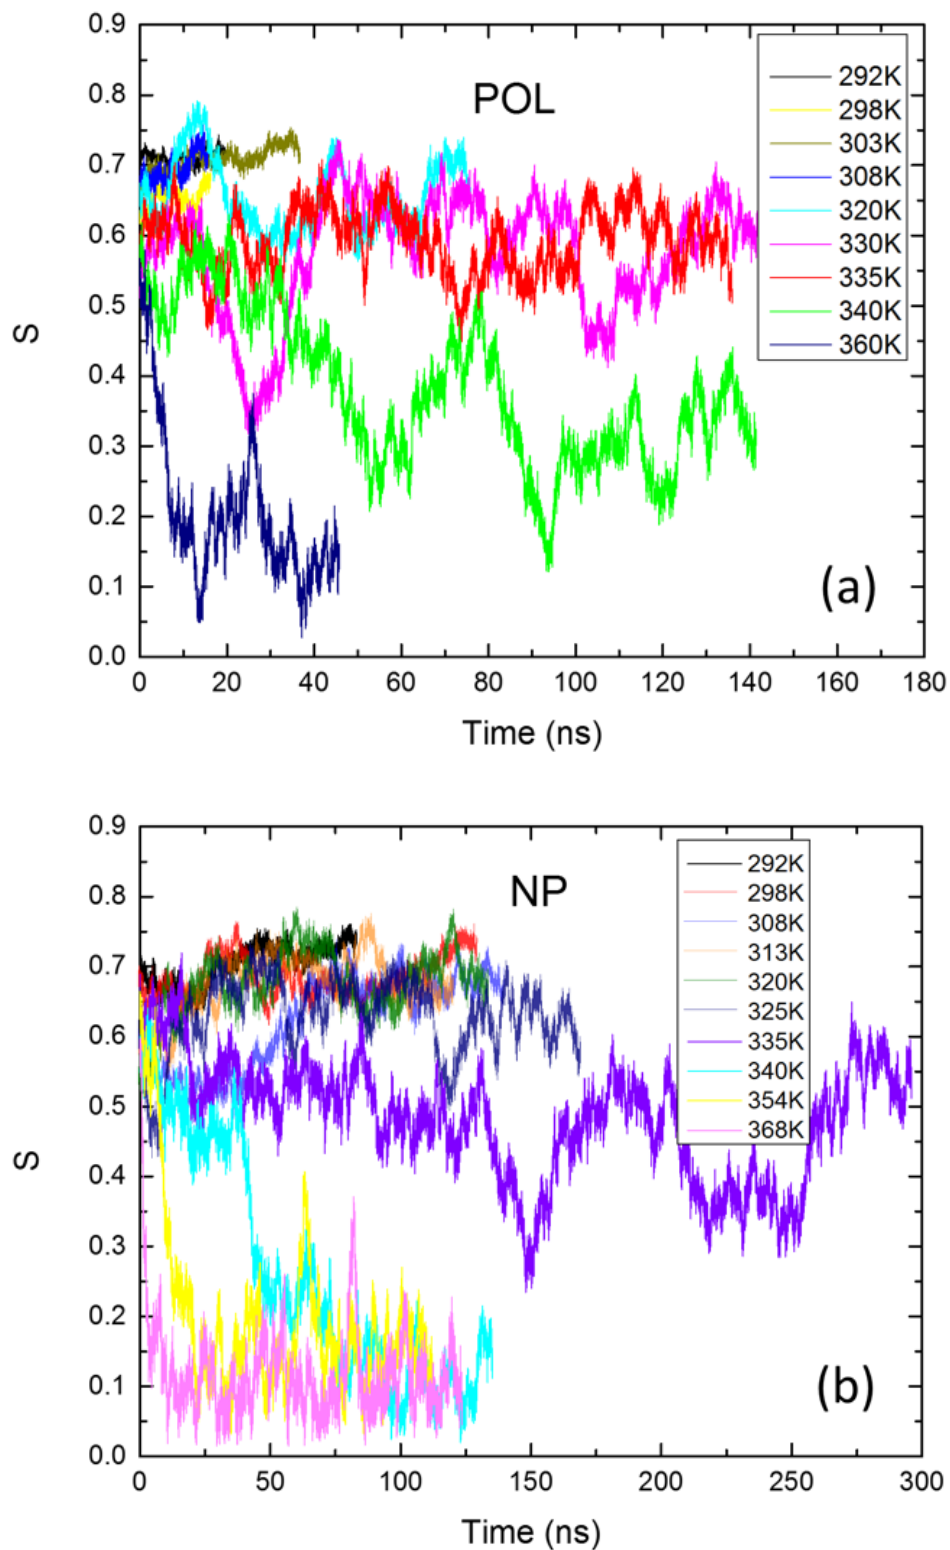 0.9
0.8
0.7
0.6
0.5
0.4
0.3
0.2
0.1
0.0
S
POL
292K
298K
303K
308K
320K
330K
335K
340K
360K
(a)
0 20 40 60 80 100 120 140 160 180
Time (ns)
0.9
0.8
0.7
0.6
0.5
0.4
0.3
0.2
0.1
0.0
S
NP
292K
298K
308K
313K
320K
325K
335K
340K
354K
368K
(b)
0 50 100 150 200 250 300
Time (ns)